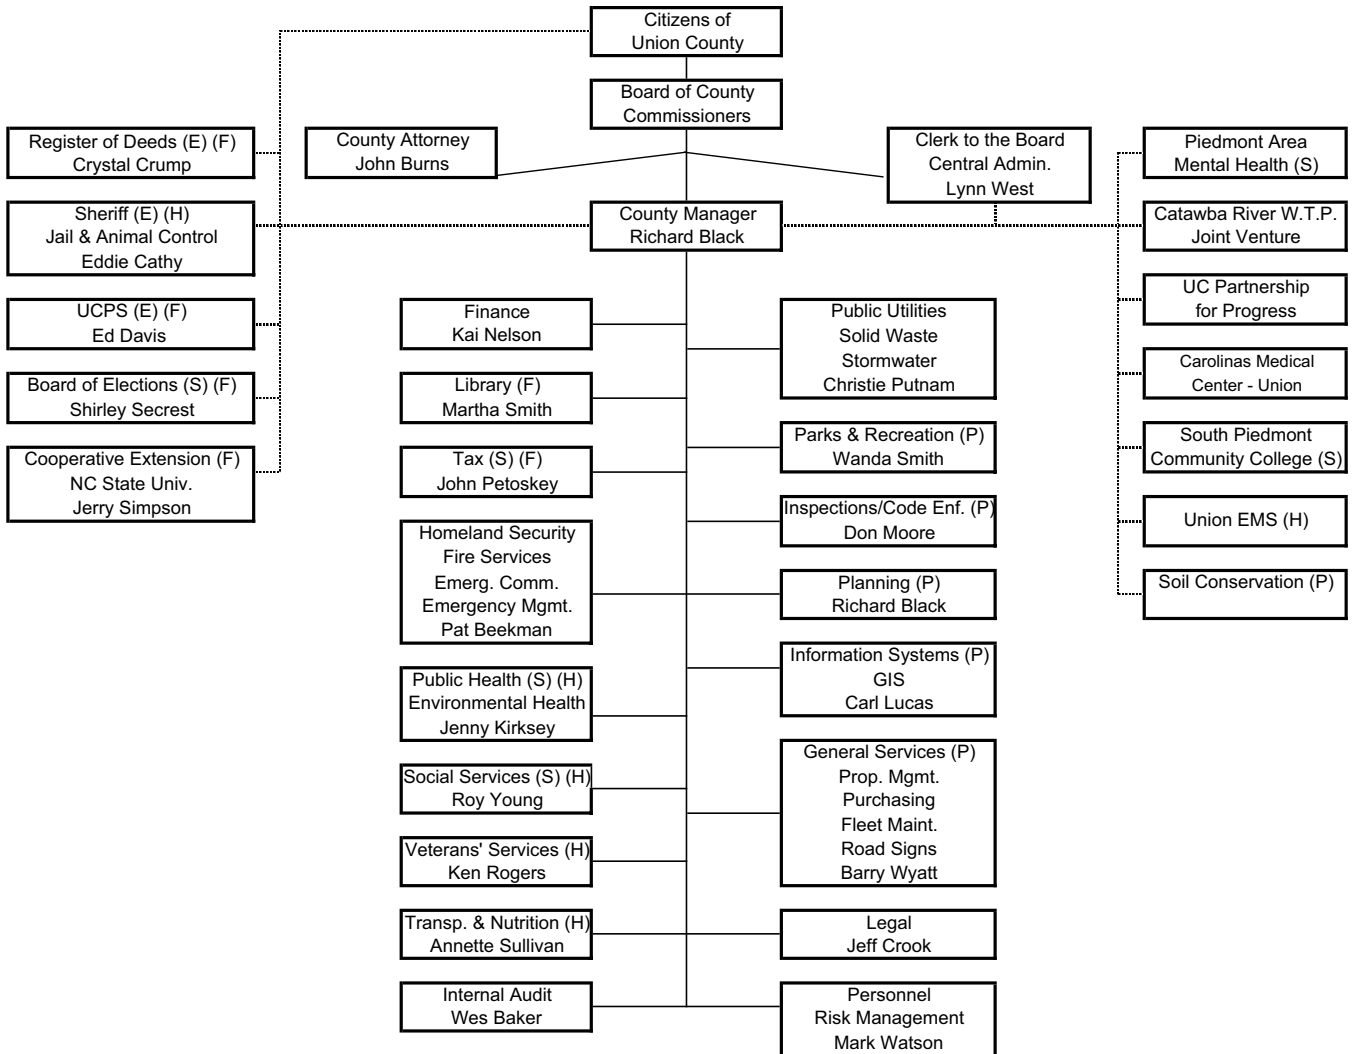 Citizens of
Union County
Board of County
Commissioners
Register of Deeds (E) (F)
Crystal Crump
County Attorney
John Burns
Clerk to the Board
Central Admin.
Lynn West
Piedmont Area
Mental Health (S)
Sheriff (E) (H)
Jail & Animal Control
Eddie Cathy
County Manager
Richard Black
Catawba River W.T.P.
Joint Venture
UCPS (E) (F)
Ed Davis
Finance
Kai Nelson
Public Utilities
Solid Waste
Stormwater
Christie Putnam
UC Partnership
for Progress
Board of Elections (S) (F)
Shirley Secrest
Library (F)
Martha Smith
Carolinas Medical
Center - Union
Cooperative Extension (F)
NC State Univ.
Jerry Simpson
Tax (S) (F)
John Petoskey
Parks & Recreation (P)
Wanda Smith
South Piedmont
Community College (S)
Homeland Security
Fire Services
Emerg. Comm.
Emergency Mgmt.
Pat Beekman
Inspections/Code Enf. (P)
Don Moore
Union EMS (H)
Planning (P)
Richard Black
Soil Conservation (P)
Public Health (S) (H)
Environmental Health
Jenny Kirksey
Information Systems (P)
GIS
Carl Lucas
Social Services (S) (H)
Roy Young
General Services (P)
Prop. Mgmt.
Purchasing
Fleet Maint.
Road Signs
Barry Wyatt
Veterans' Services (H)
Ken Rogers
Transp. & Nutrition (H)
Annette Sullivan
Legal
Jeff Crook
Internal Audit
Wes Baker
Personnel
Risk Management
Mark Watson